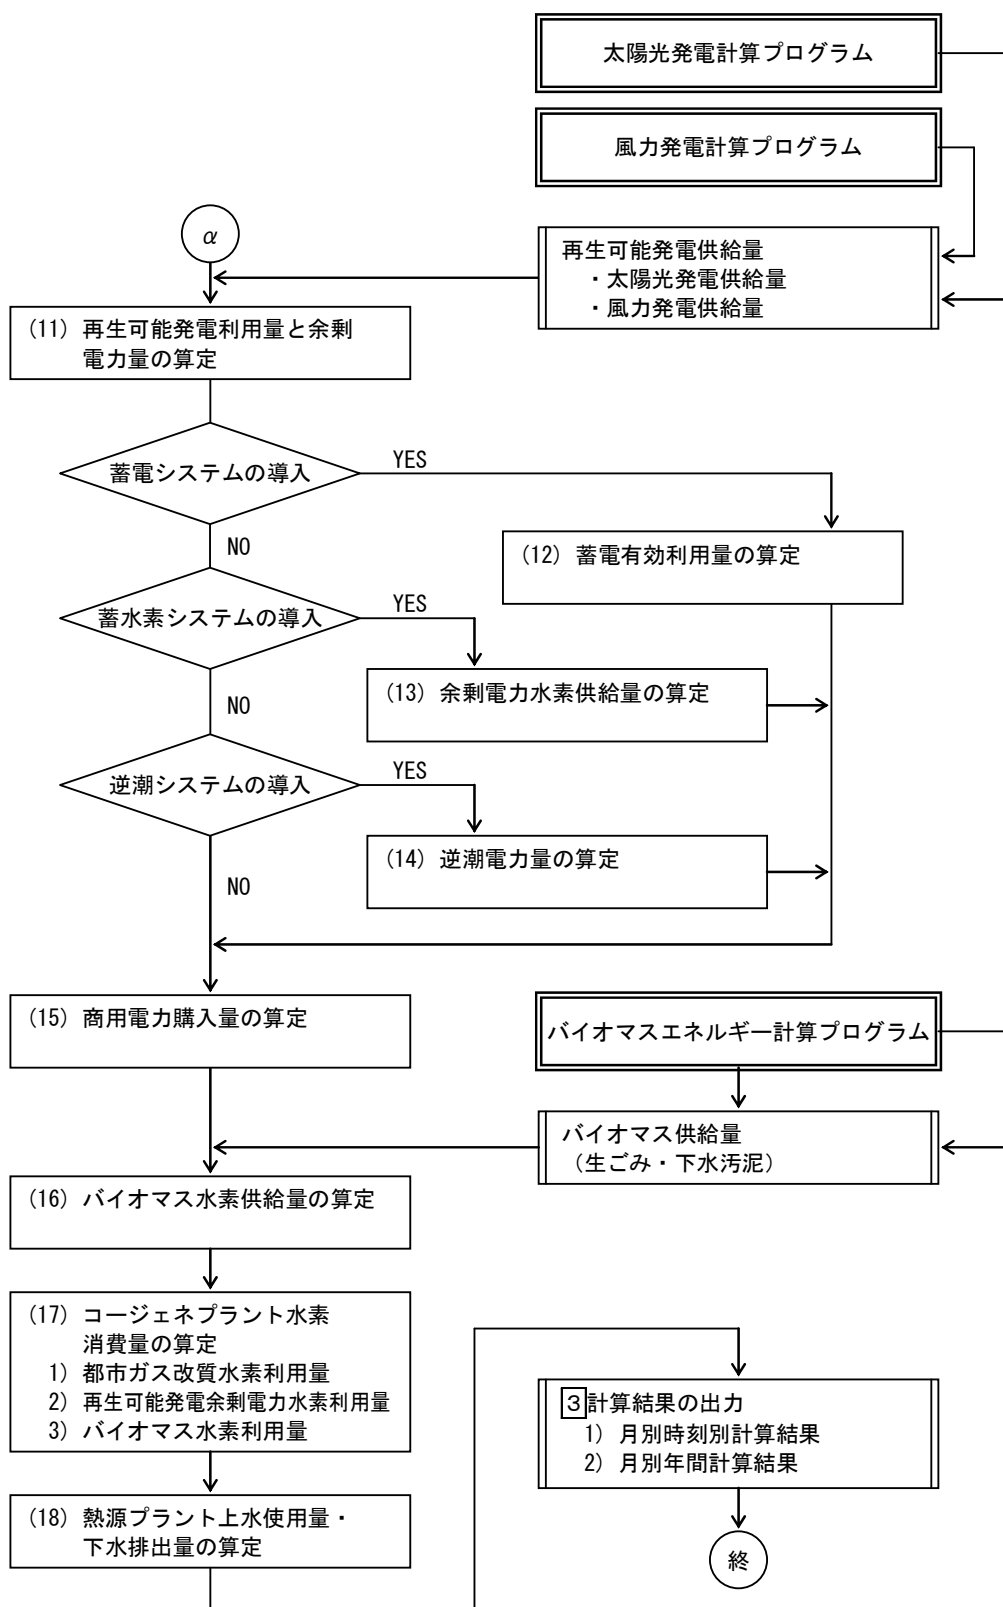 太陽光発電計算プログラム
風力発電計算プログラム
α
再生可能発電供給量
・太陽光発電供給量
・風力発電供給量
(11) 再生可能発電利用量と余剰
電力量の算定
蓄電システムの導入
YES
NO
(12) 蓄電有効利用量の算定
蓄水素システムの導入
YES
NO
(13) 余剰電力水素供給量の算定
逆潮システムの導入
YES
NO
(14) 逆潮電力量の算定
(15) 商用電力購入量の算定
バイオマスエネルギー計算プログラム
バイオマス供給量
(生ごみ・下水汚泥)
(16) バイオマス水素供給量の算定
(17) コージェネプラント水素
消費量の算定
1) 都市ガス改質水素利用量
2) 再生可能発電余剰電力水素利用量
3) バイオマス水素利用量
3 計算結果の出力
1) 月別時刻別計算結果
2) 月別年間計算結果
(18) 熱源プラント上水使用量・
下水排出量の算定
終